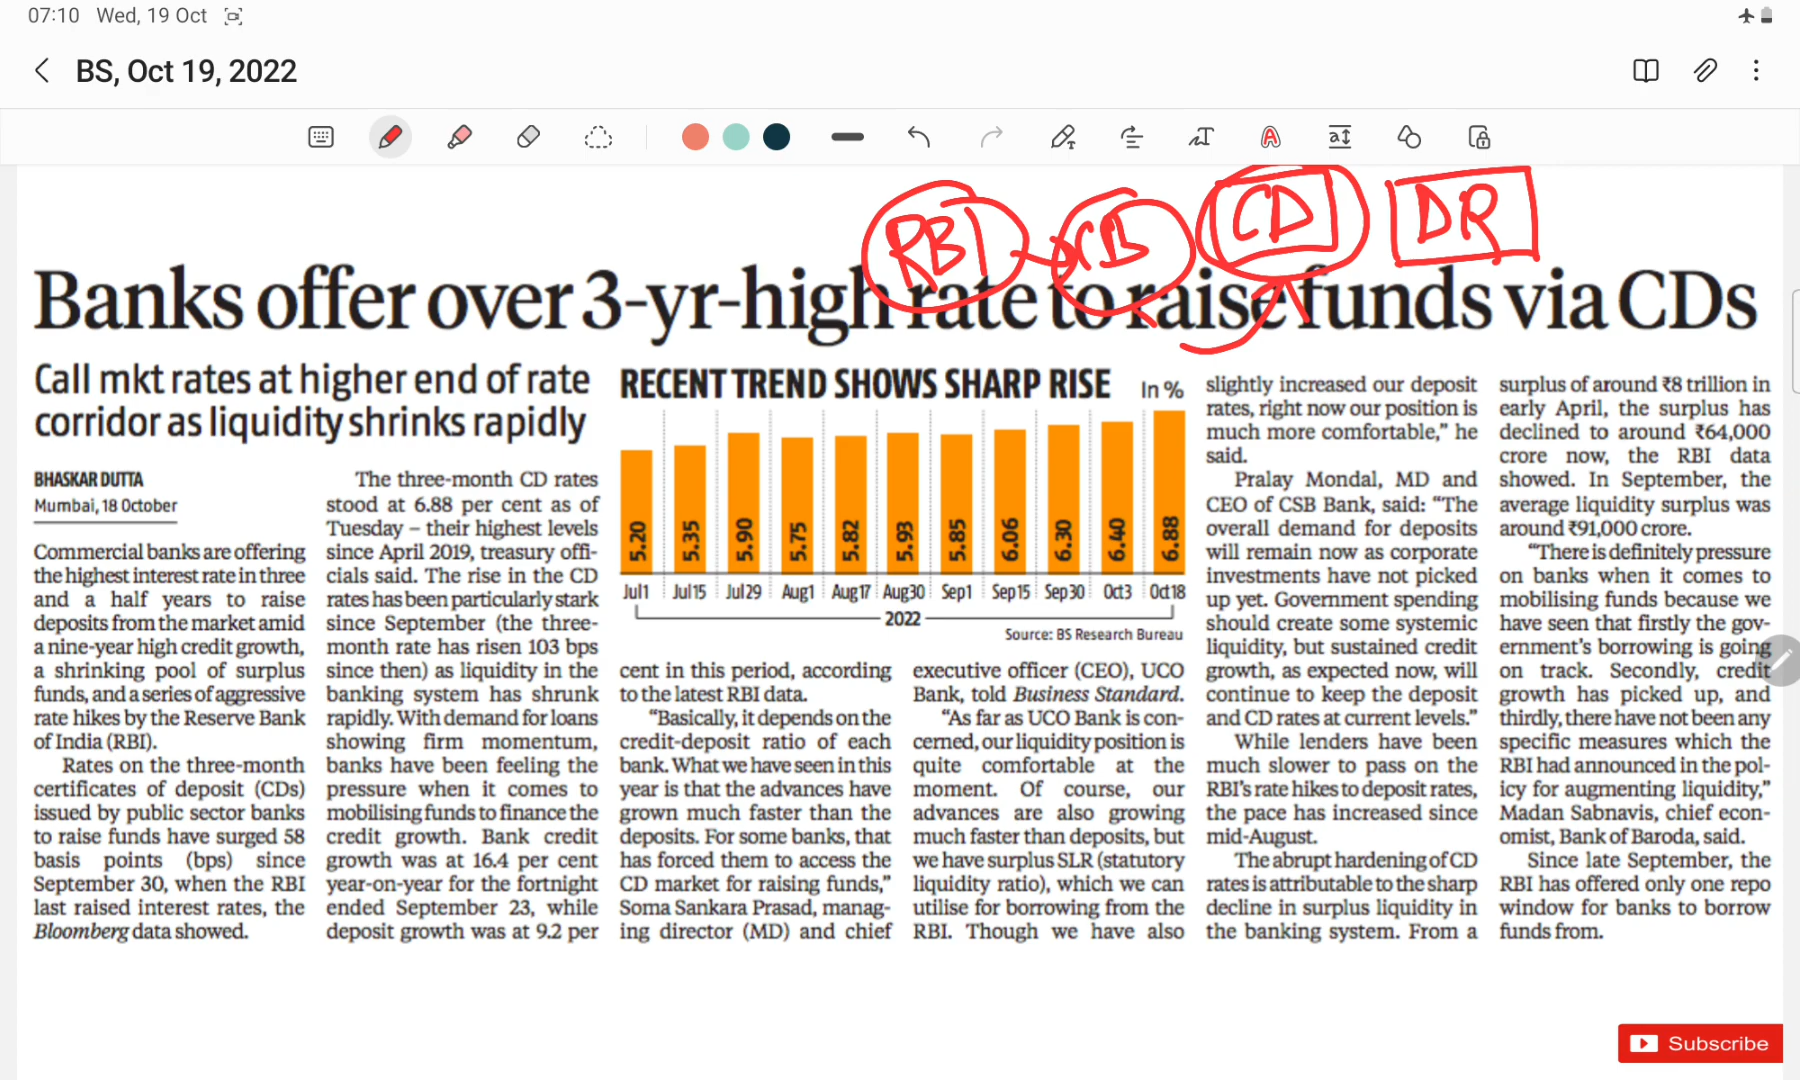 07:10 Wed, 19 Oct
BS, Oct 19, 2022
RBI CB CD DR
Banks offer over 3-yr-high rate to raise funds via CDs
Call mkt rates at higher end of rate
corridor as liquidity shrinks rapidly
BHASKAR DUTTA
Mumbai, 18 October
Commercial banks are offering
the highest interest rate in three
and a half years to raise
deposits from the market amid
a nine-year high credit growth,
a shrinking pool of surplus
funds, and a series of aggressive
rate hikes by the Reserve Bank
of India (RBI).
Rates on the three-month
certificates of deposit (CDs)
issued by public sector banks
to raise funds have surged 58
basis points (bps) since
September 30, when the RBI
last raised interest rates, the
Bloomberg data showed.
The three-month CD rates
stood at 6.88 per cent as of
Tuesday – their highest levels
since April 2019, treasury offi-
cials said. The rise in the CD
rates has been particularly stark
since September (the three-
month rate has risen 103 bps
since then) as liquidity in the
banking system has shrunk
rapidly. With demand for loans
showing firm momentum,
banks have been feeling the
pressure when it comes to
mobilising funds to finance the
credit growth. Bank credit
growth was at 16.4 per cent
year-on-year for the fortnight
ended September 23, while
deposit growth was at 9.2 per
RECENT TREND SHOWS SHARP RISE In %
5.20 5.35 5.90 5.75 5.82 5.93 5.85 6.06 6.30 6.40 6.88
Jul1 Jul15 Jul29 Aug1 Aug17 Aug30 Sep1 Sep15 Sep30 Oct3 Oct18
2022
Source: BS Research Bureau
cent in this period, according
to the latest RBI data.
“Basically, it depends on the
credit-deposit ratio of each
bank. What we have seen in this
year is that the advances have
grown much faster than the
deposits. For some banks, that
has forced them to access the
CD market for raising funds,”
Soma Sankara Prasad, manag-
ing director (MD) and chief
executive officer (CEO), UCO
Bank, told Business Standard.
“As far as UCO Bank is con-
cerned, our liquidity position is
quite comfortable at the
moment. Of course, our
advances are also growing
much faster than deposits, but
we have surplus SLR (statutory
liquidity ratio), which we can
utilise for borrowing from the
RBI. Though we have also
slightly increased our deposit
rates, right now our position is
much more comfortable,” he
said.
Pralay Mondal, MD and
CEO of CSB Bank, said: “The
overall demand for deposits
will remain now as corporate
investments have not picked
up yet. Government spending
should create some systemic
liquidity, but sustained credit
growth, as expected now, will
continue to keep the deposit
and CD rates at current levels.”
While lenders have been
much slower to pass on the
RBI’s rate hikes to deposit rates,
the pace has increased since
mid-August.
The abrupt hardening of CD
rates is attributable to the sharp
decline in surplus liquidity in
the banking system. From a
surplus of around ₹8 trillion in
early April, the surplus has
declined to around ₹64,000
crore now, the RBI data
showed. In September, the
average liquidity surplus was
around ₹91,000 crore.
“There is definitely pressure
on banks when it comes to
mobilising funds because we
have seen that firstly the gov-
ernment’s borrowing is going
on track. Secondly, credit
growth has picked up, and
thirdly, there have not been any
specific measures which the
RBI had announced in the pol-
icy for augmenting liquidity,”
Madan Sabnavis, chief econ-
omist, Bank of Baroda, said.
Since late September, the
RBI has offered only one repo
window for banks to borrow
funds from.
Subscribe